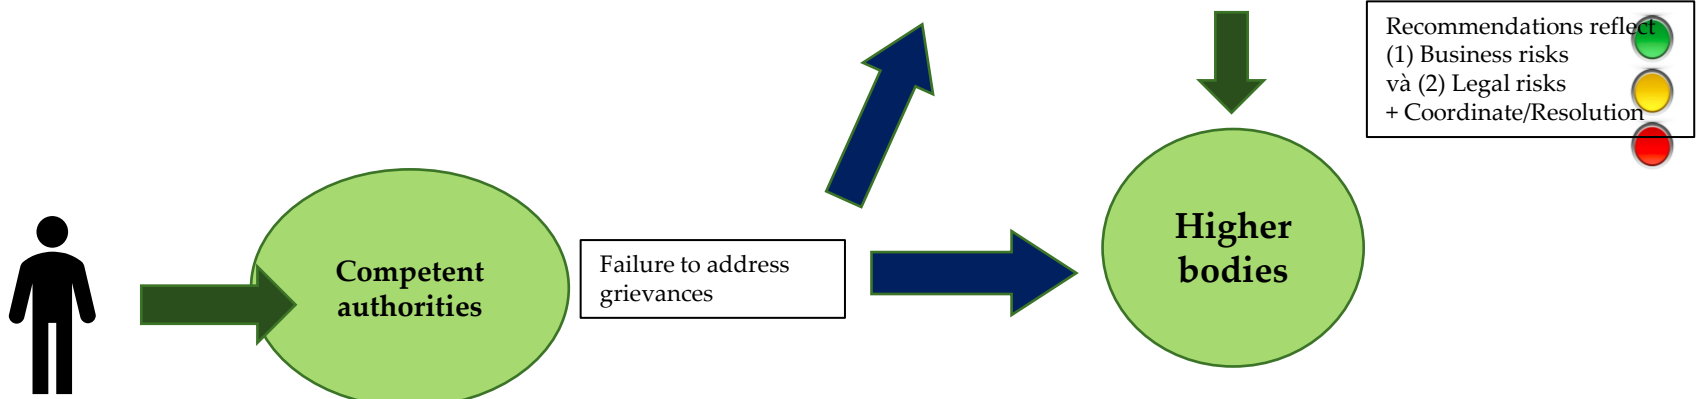 Recommendations reflect
(1) Business risks
và (2) Legal risks
+ Coordinate/Resolution
Competent
authorities
Failure to address
grievances
Higher
bodies